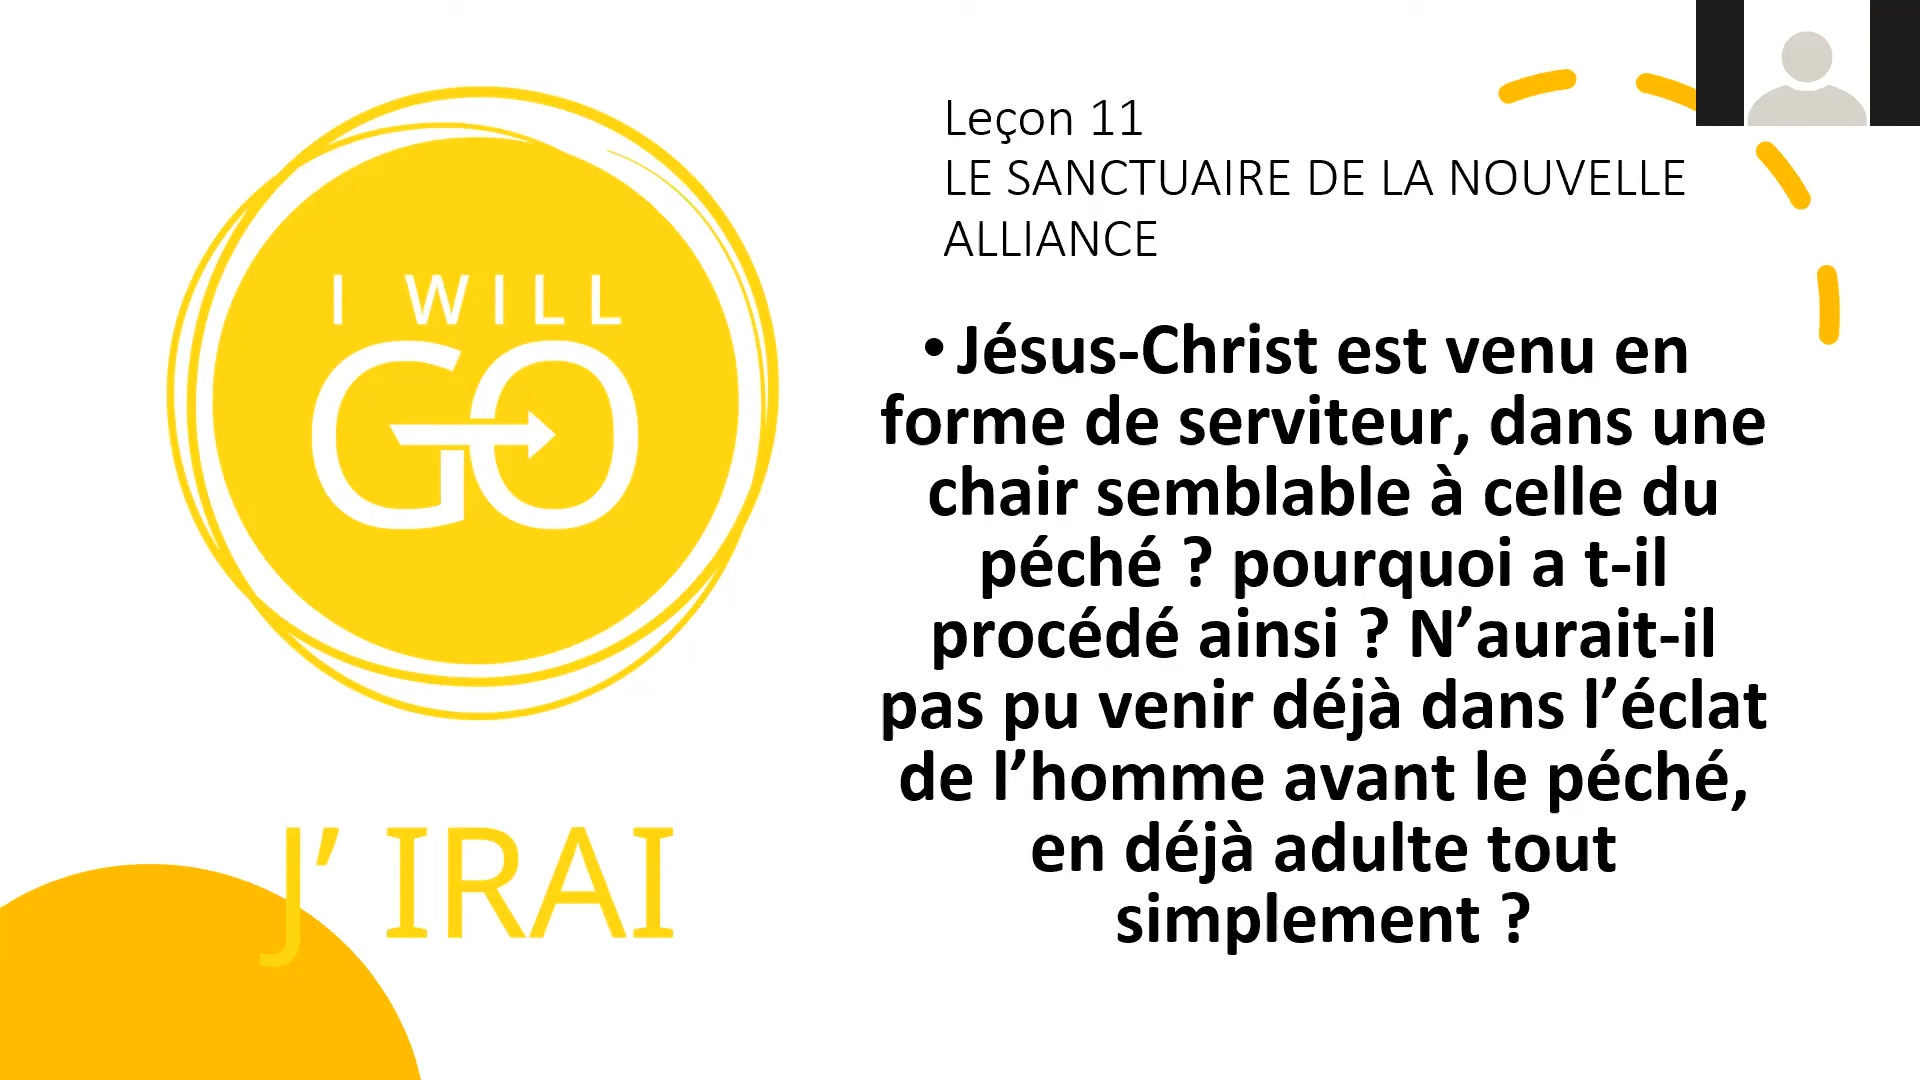 I WILL
GO
J’ IRAI
Leçon 11
LE SANCTUAIRE DE LA NOUVELLE
ALLIANCE
• Jésus-Christ est venu en
forme de serviteur, dans une
chair semblable à celle du
péché ? pourquoi a t-il
procédé ainsi ? N’aurait-il
pas pu venir déjà dans l’éclat
de l’homme avant le péché,
en déjà adulte tout
simplement ?